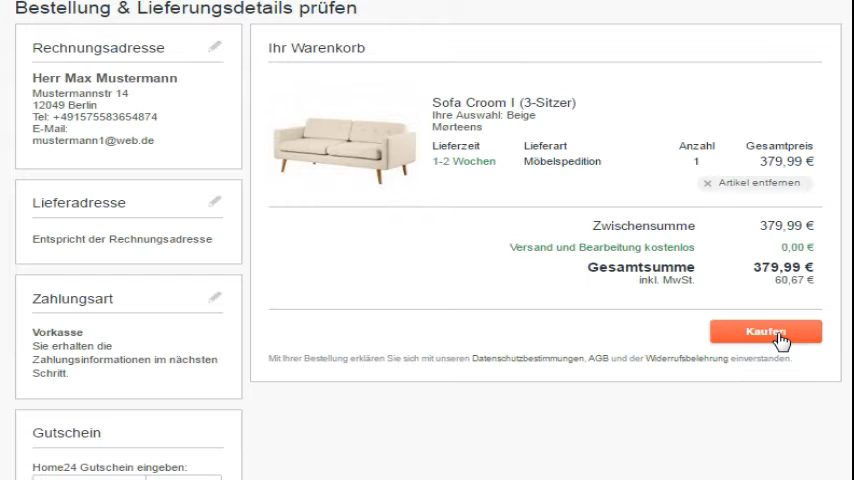 Bestellung & Lieferungsdetails prüfen
Rechnungsadresse
Herr Max Mustermann
Mustermannstr 14
12049 Berlin
Tel: +491575583654874
E-Mail:
mustermann1@web.de
Lieferadresse
Entspricht der Rechnungsadresse
Zahlungsart
Vorkasse
Sie erhalten die
Zahlungsinformationen im nächsten
Schritt.
Gutschein
Home24 Gutschein eingeben:
Ihr Warenkorb
Sofa Croom I (3-Sitzer)
Ihre Auswahl: Beige
Mørteens
Lieferzeit Lieferart Anzahl Gesamtpreis
1-2 Wochen Möbelspedition 1 379,99 €
× Artikel entfernen
Zwischensumme 379,99 €
Versand und Bearbeitung kostenlos 0,00 €
Gesamtsumme 379,99 €
inkl. MwSt. 60,67 €
Kaufen
Mit Ihrer Bestellung erklären Sie sich mit unseren Datenschutzbestimmungen, AGB und der Widerrufsbelehrung einverstanden.